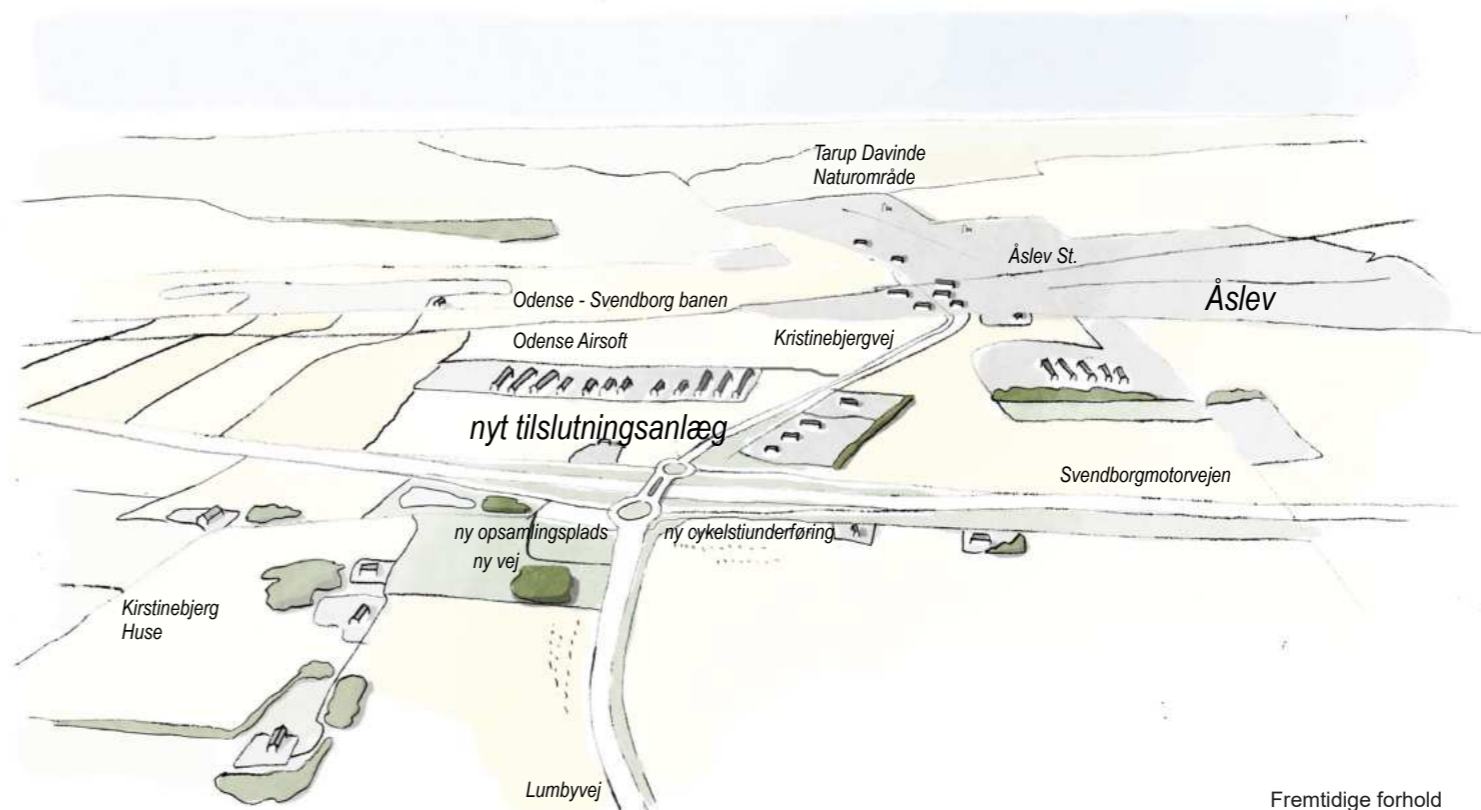 Tarup Davinde
Naturområde
Åslev St.
Åslev
Odense - Svendborg banen
Odense Airsoft
Kristinebjergvej
nyt tilslutningsanlæg
Svendborgmotorvejen
ny opsamlingsplads
ny oykelstiunderføring
ny vej
Kirstinebjerg
Huse
Lumbyvej
Fremtidige forhold